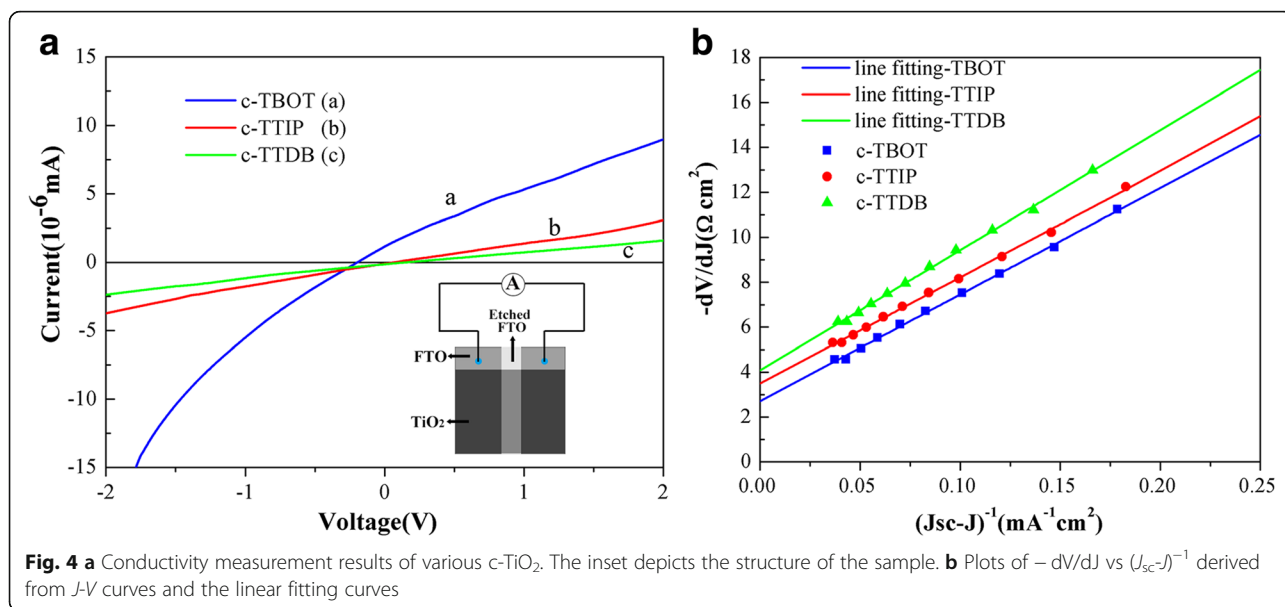 a
15
10
5
0
-5
-10
-15
Current(10⁻⁶mA)
c-TBOT (a)
c-TTIP (b)
c-TTDB (c)
a
b
c
A
Etched
FTO
FTO
TiO₂
-2 -1 0 1 2
Voltage(V)
b
18
16
14
12
10
8
6
4
2
0
-dV/dJ(Ω cm²)
line fitting-TBOT
line fitting-TTIP
line fitting-TTDB
c-TBOT
c-TTIP
c-TTDB
0.00 0.05 0.10 0.15 0.20 0.25
(Jsc-J)⁻¹(mA⁻¹cm²)
Fig. 4 a Conductivity measurement results of various c-TiO₂. The inset depicts the structure of the sample. b Plots of − dV/dJ vs (Jsc-J)⁻¹ derived
from J-V curves and the linear fitting curves